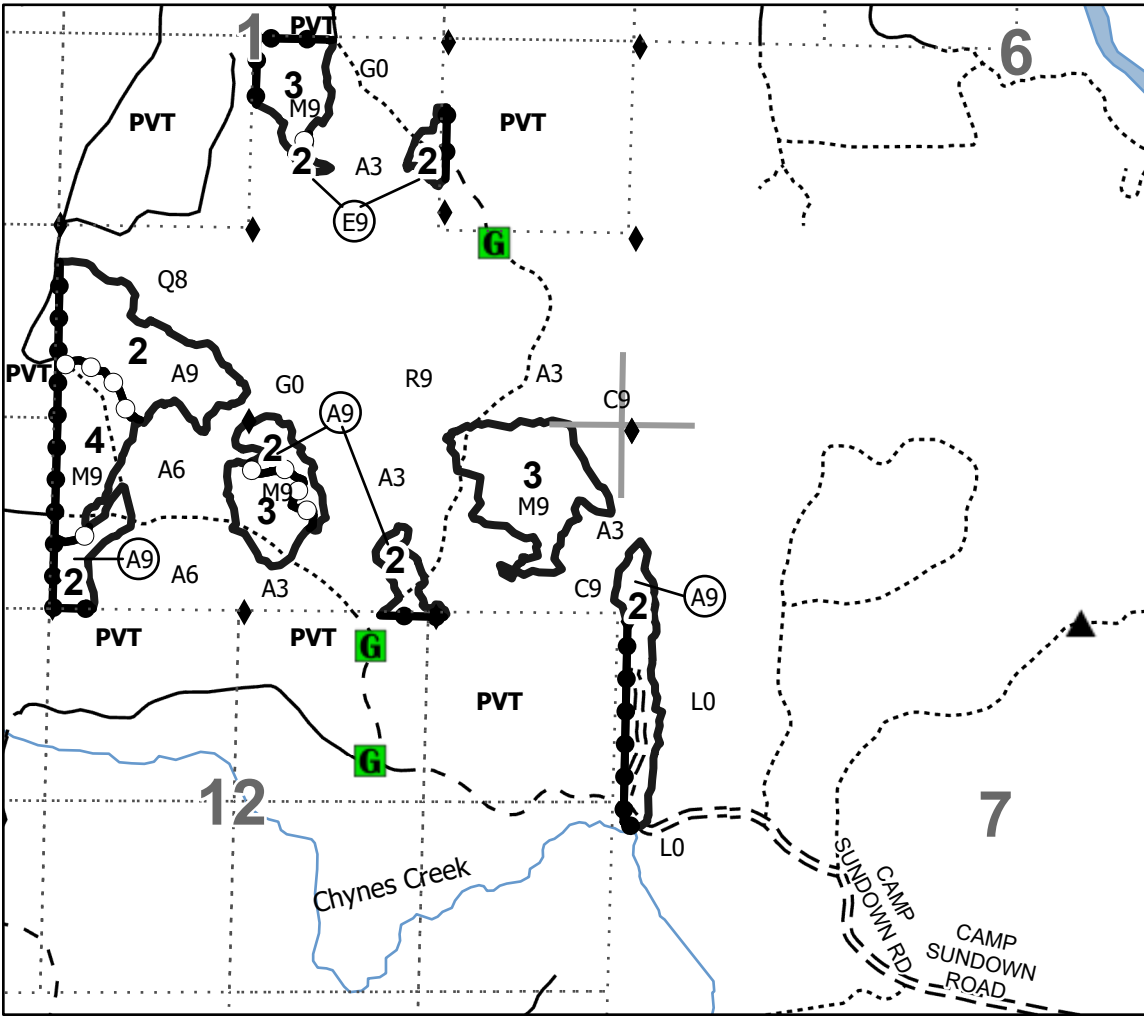 1
PVT
6
G0
3
M9
PVT
PVT
2
A3
2
E9
G
Q8
2
PVT
A9
G0
R9
A3
C9
A9
4
2
M9
A6
M9
A3
3
M9
3
A3
A9
2
2
A6
A3
C9
2
A9
PVT
PVT
G
PVT
L0
G
12
7
L0
Chynes Creek
CAMP
SUNDOWN RD
CAMP
SUNDOWN
ROAD